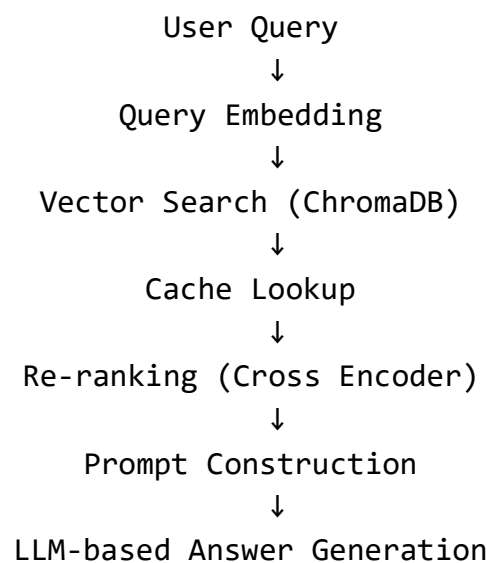 User Query
↓
Query Embedding
↓
Vector Search (ChromaDB)
↓
Cache Lookup
↓
Re-ranking (Cross Encoder)
↓
Prompt Construction
↓
LLM-based Answer Generation